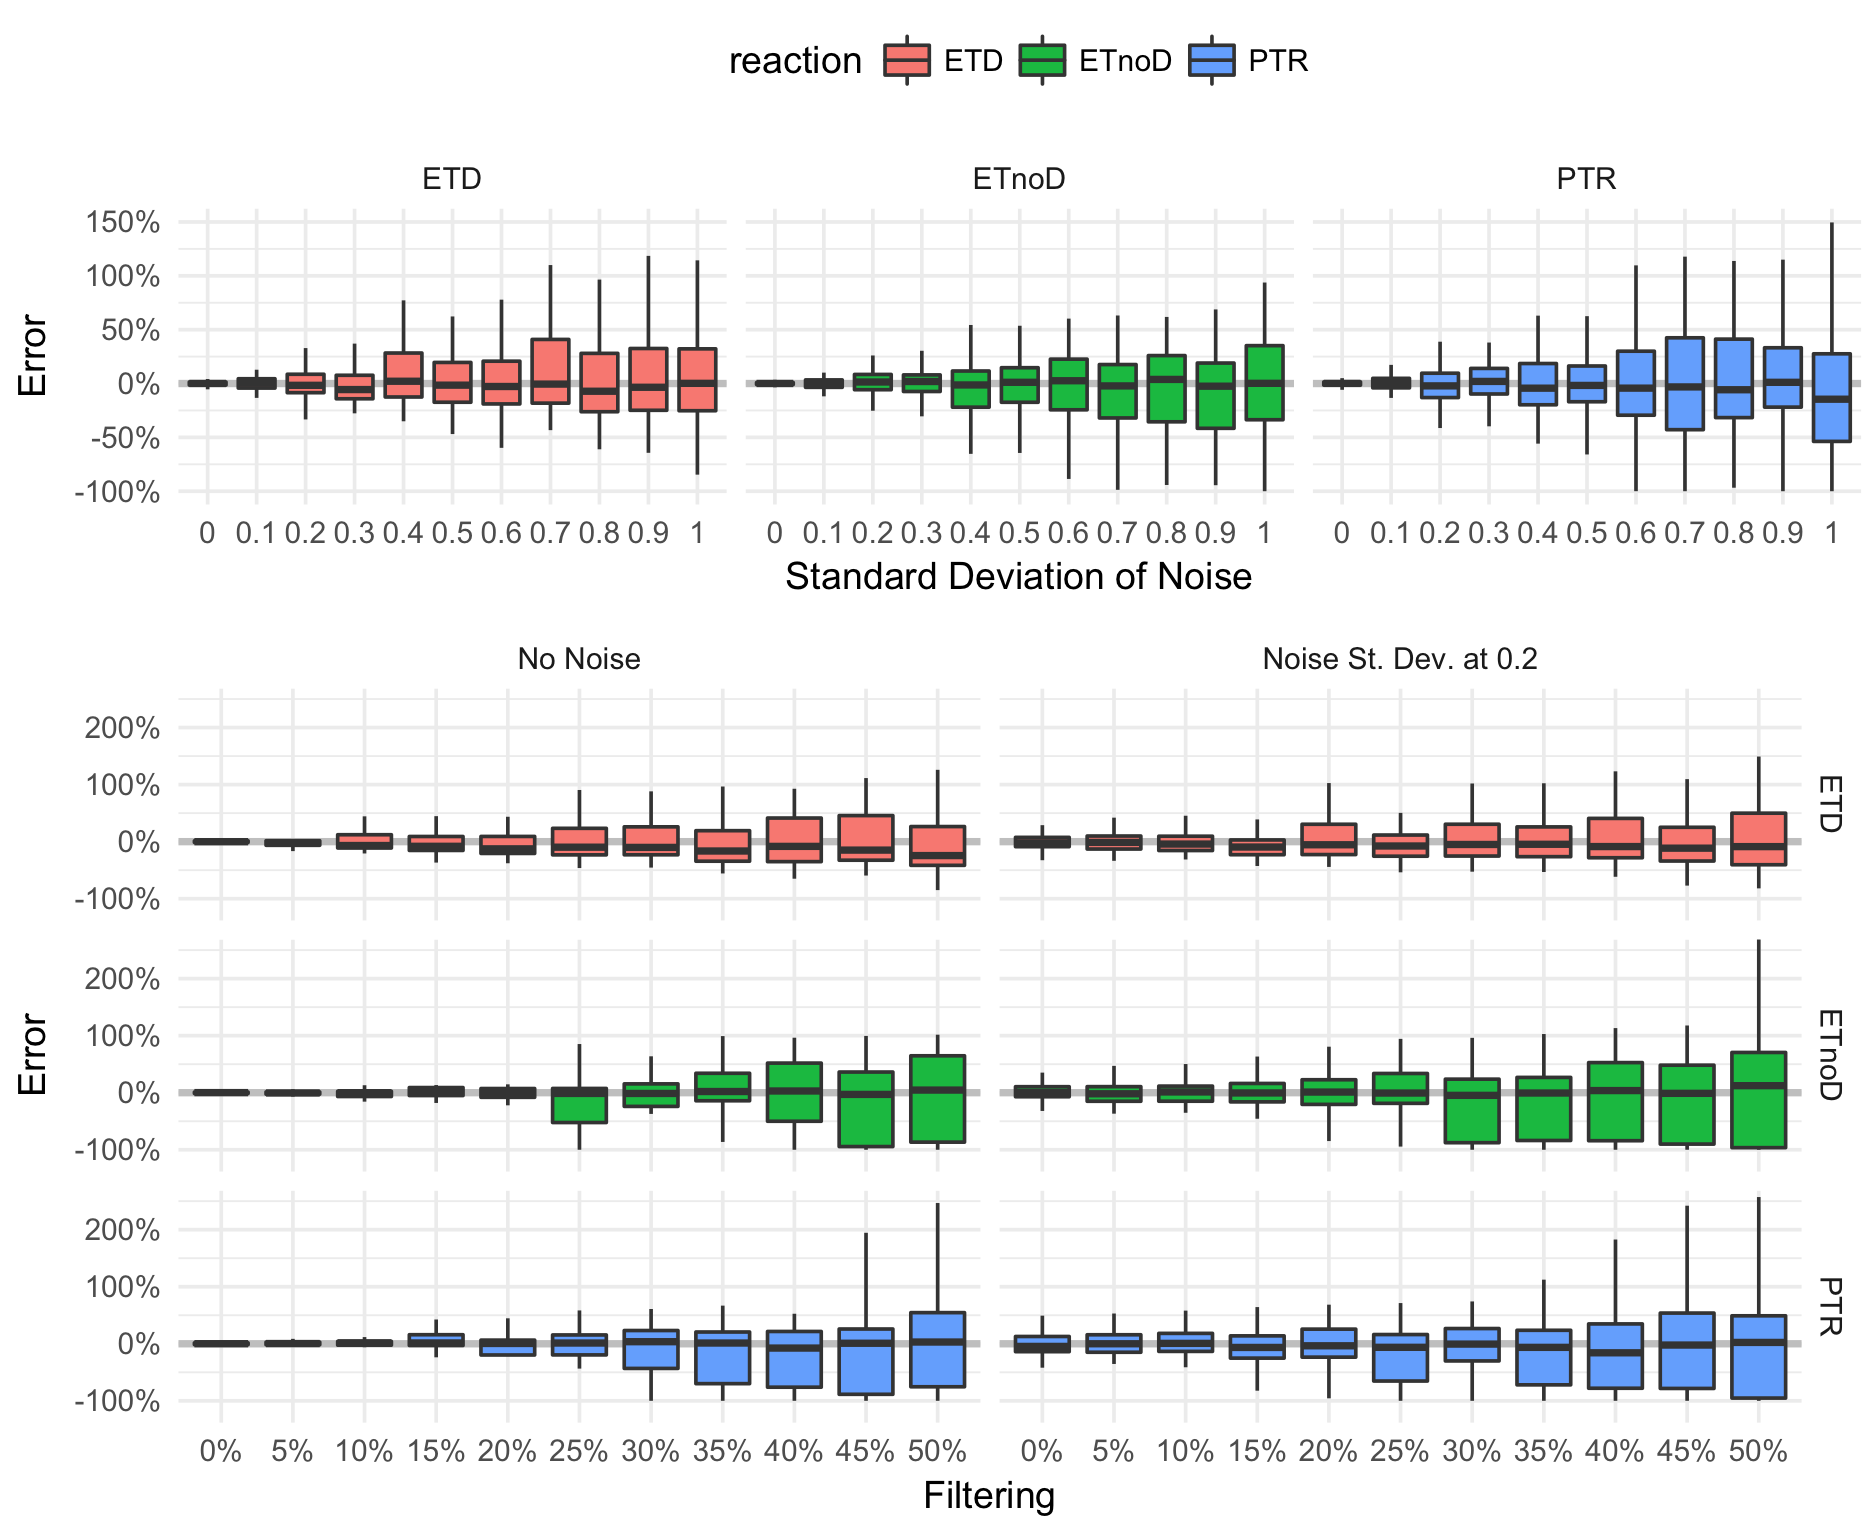 reaction ETD ETnoD PTR
ETD ETnoD PTR
150%
100%
50%
0%
-50%
-100%
Error
0 0.1 0.2 0.3 0.4 0.5 0.6 0.7 0.8 0.9 1
0 0.1 0.2 0.3 0.4 0.5 0.6 0.7 0.8 0.9 1
0 0.1 0.2 0.3 0.4 0.5 0.6 0.7 0.8 0.9 1
Standard Deviation of Noise
No Noise
Noise St. Dev. at 0.2
200%
100%
0%
-100%
ETD
200%
100%
0%
-100%
ETnoD
Error
200%
100%
0%
-100%
PTR
0% 5% 10% 15% 20% 25% 30% 35% 40% 45% 50%
0% 5% 10% 15% 20% 25% 30% 35% 40% 45% 50%
Filtering